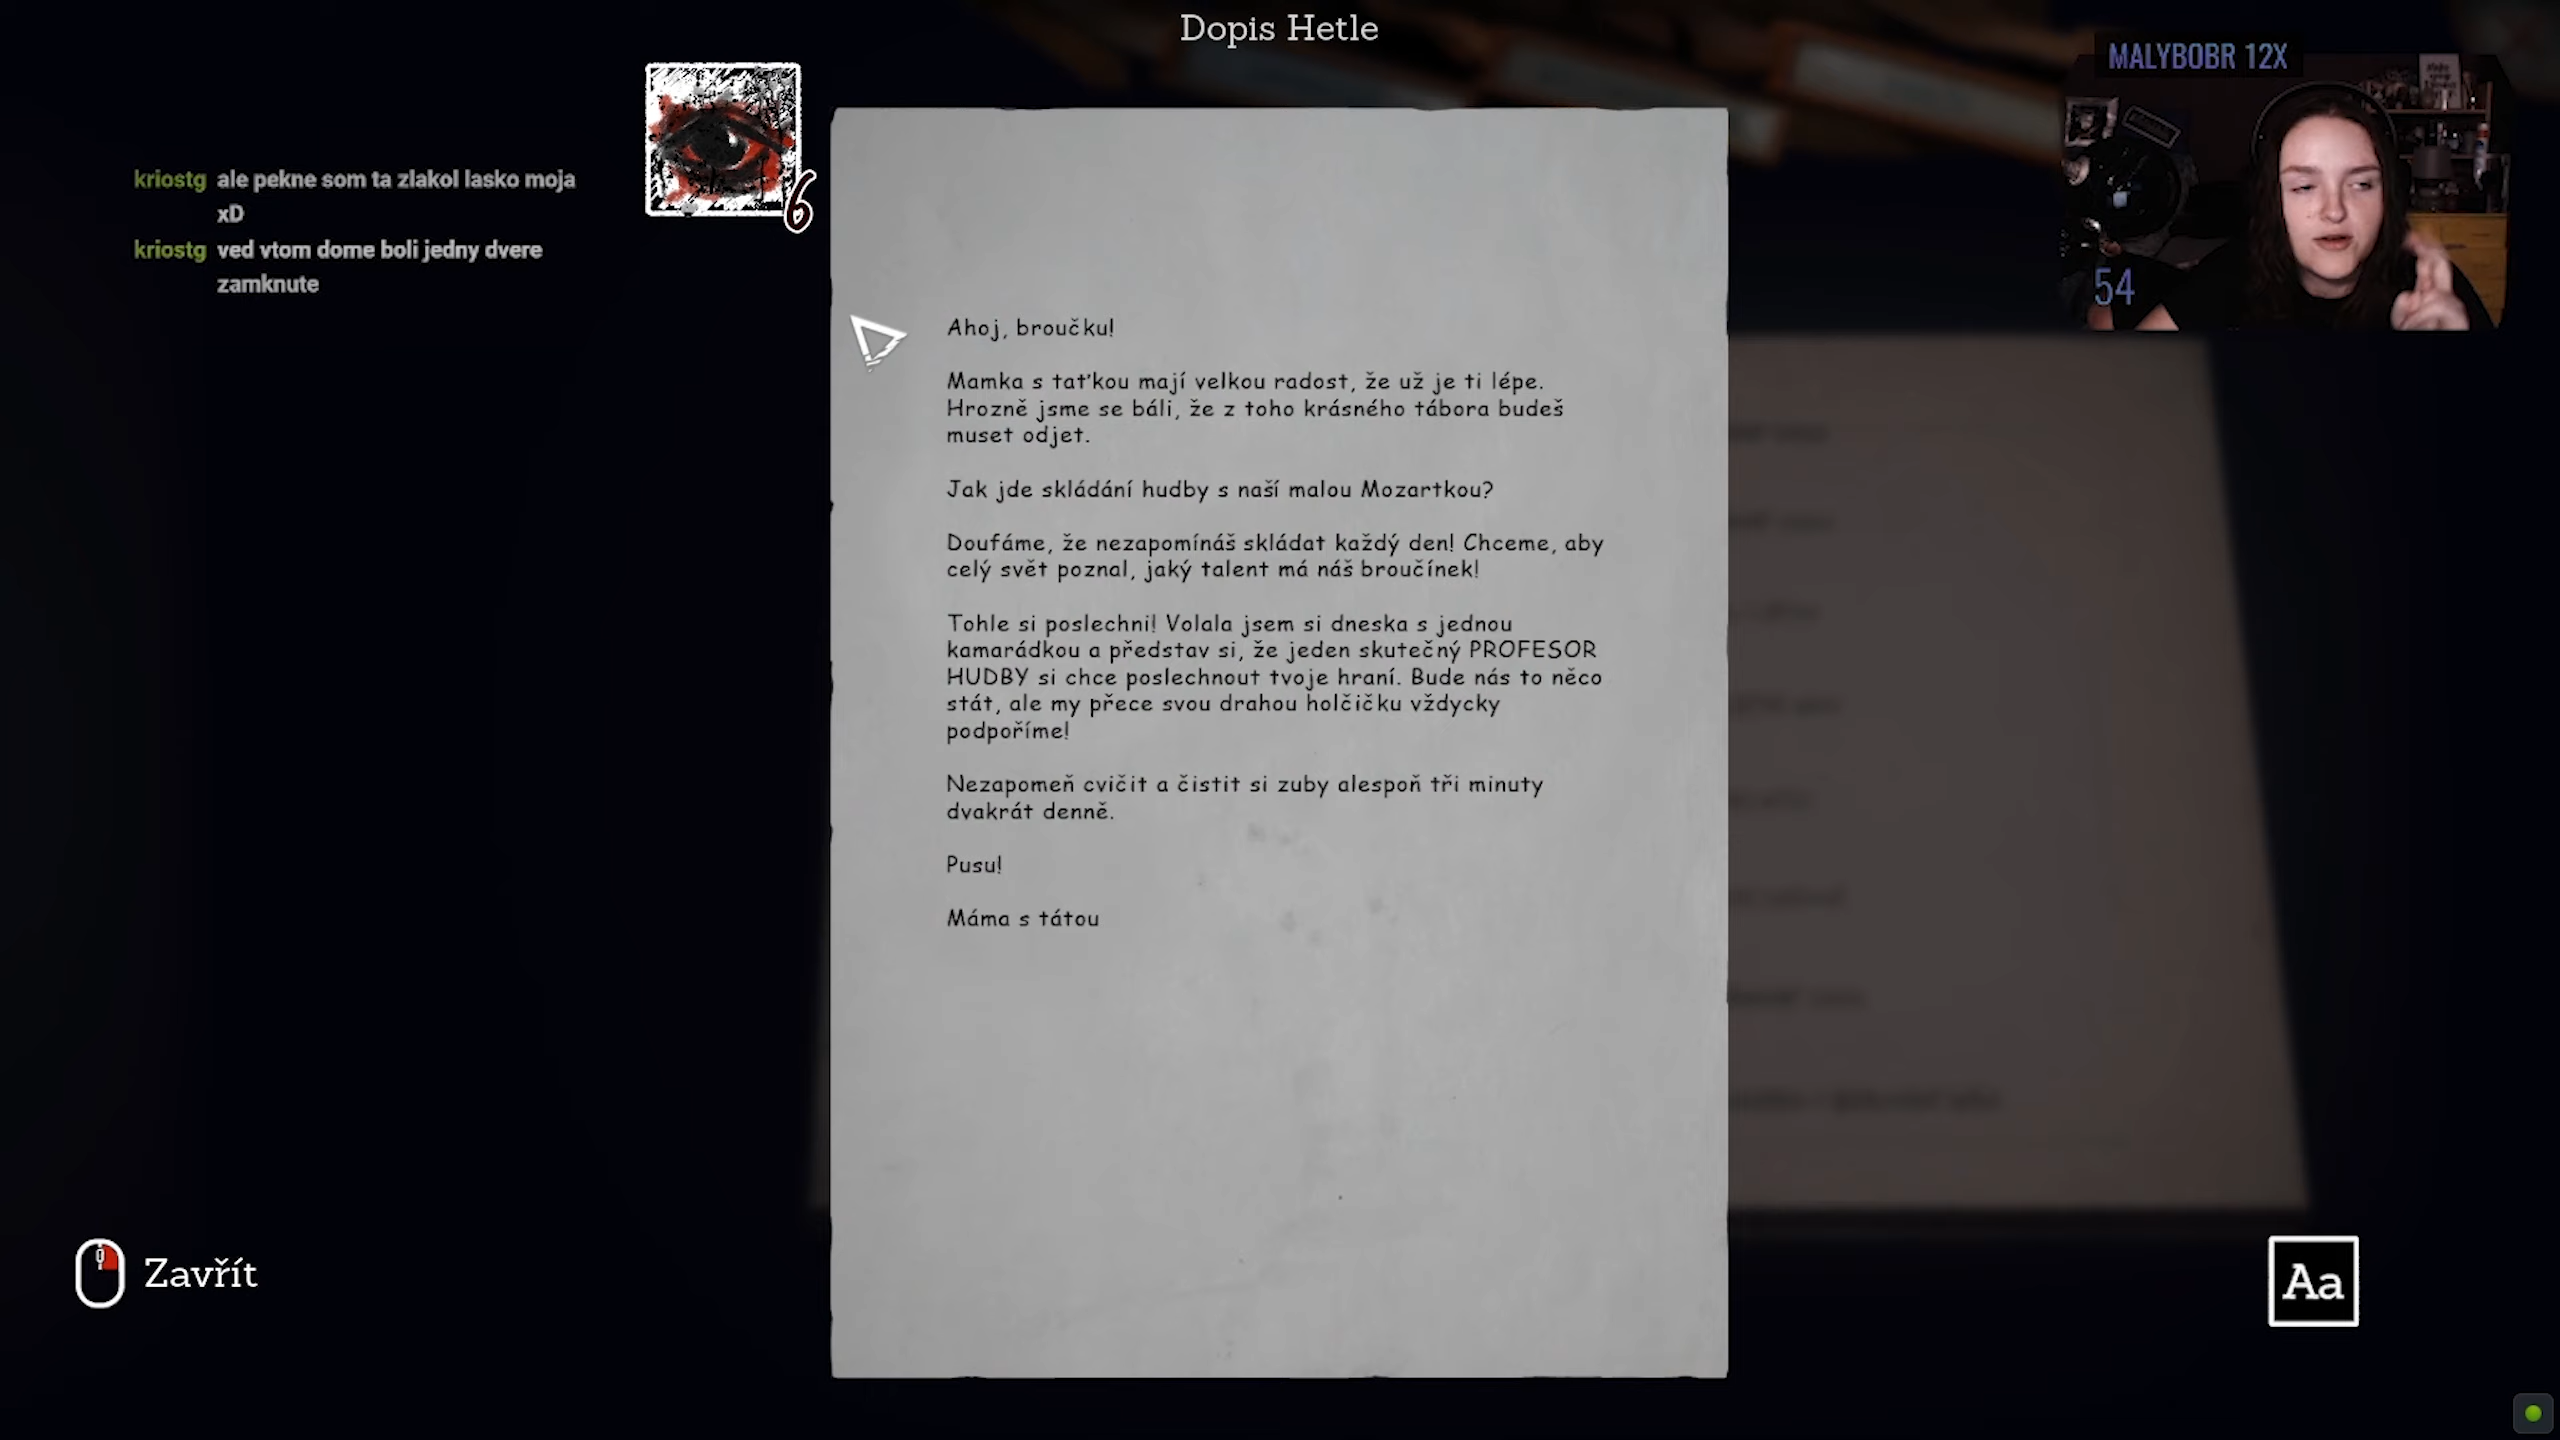 Dopis Hetle
MALYBOBR 12X
kriostg ale pekne som ta zlakol lasko moja
xD
kriostg ved vtom dome boli jedny dvere
zamknute
6
54
Ahoj, broučku!
Mamka s taťkou mají velkou radost, že už je ti lépe.
Hrozně jsme se báli, že z toho krásného tábora budeš
muset odjet.
Jak jde skládání hudby s naší malou Mozartkou?
Doufáme, že nezapomínáš skládat každý den! Chceme, aby
celý svět poznal, jaký talent má náš broučínek!
Tohle si poslechni! Volala jsem si dneska s jednou
kamarádkou a představ si, že jeden skutečný PROFESOR
HUDBY si chce poslechnout tvoje hraní. Bude nás to něco
stát, ale my přece svou drahou holčičku vždycky
podpoříme!
Nezapomeň cvičit a čistit si zuby alespoň tři minuty
dvakrát denně.
Pusu!
Máma s tátou
Zavřít
Aa